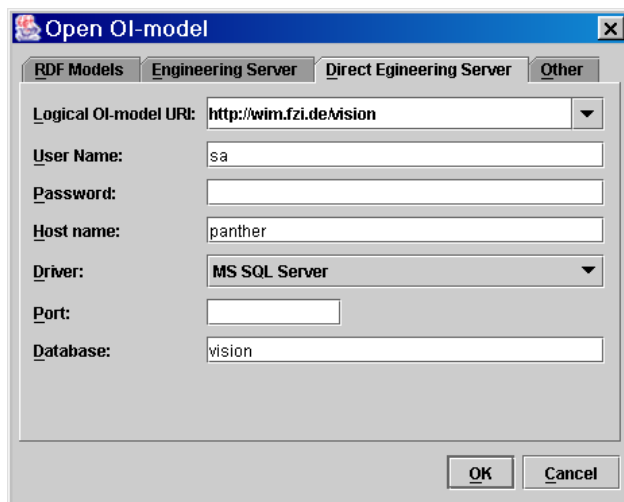 Open OI-model
RDF Models Engineering Server Direct Egineering Server Other
Logical OI-model URI: http://wim.fzi.de/vision
User Name: sa
Password:
Host name: panther
Driver: MS SQL Server
Port:
Database: vision
OK Cancel